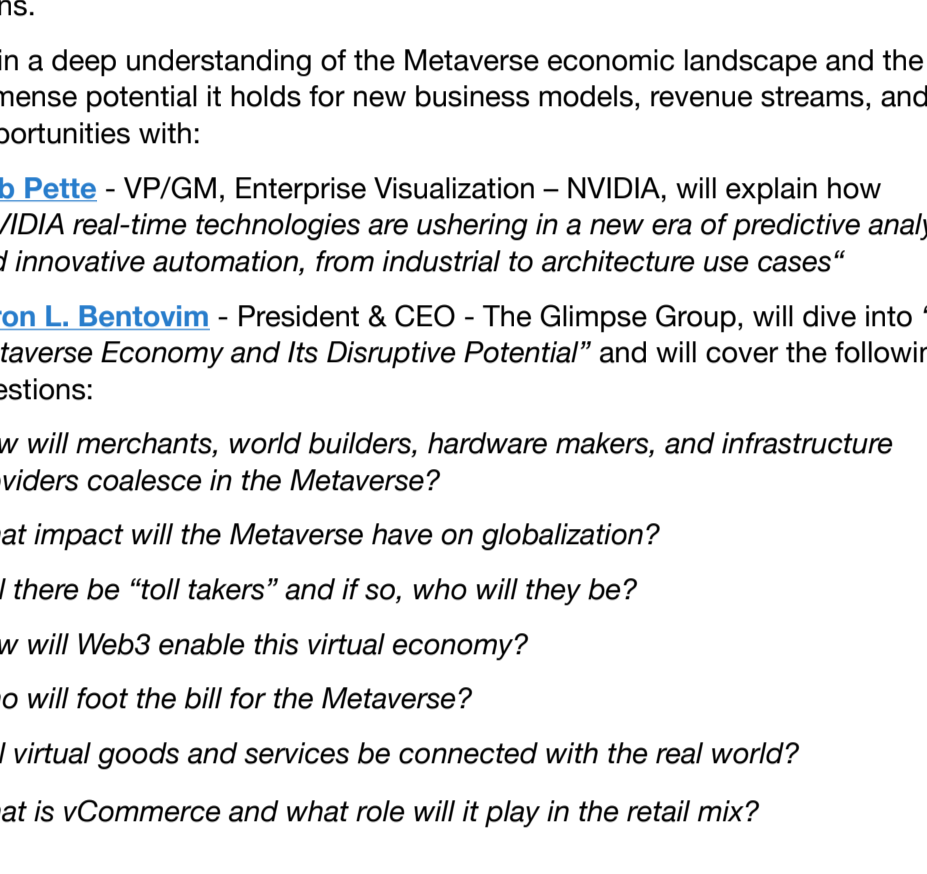 ns.
in a deep understanding of the Metaverse economic landscape and the
mense potential it holds for new business models, revenue streams, and
portunities with:
b Pette - VP/GM, Enterprise Visualization – NVIDIA, will explain how
VIDIA real-time technologies are ushering in a new era of predictive analy
d innovative automation, from industrial to architecture use cases“
ron L. Bentovim - President & CEO - The Glimpse Group, will dive into “
taverse Economy and Its Disruptive Potential” and will cover the followin
estions:
w will merchants, world builders, hardware makers, and infrastructure
viders coalesce in the Metaverse?
at impact will the Metaverse have on globalization?
l there be “toll takers” and if so, who will they be?
w will Web3 enable this virtual economy?
o will foot the bill for the Metaverse?
l virtual goods and services be connected with the real world?
at is vCommerce and what role will it play in the retail mix?